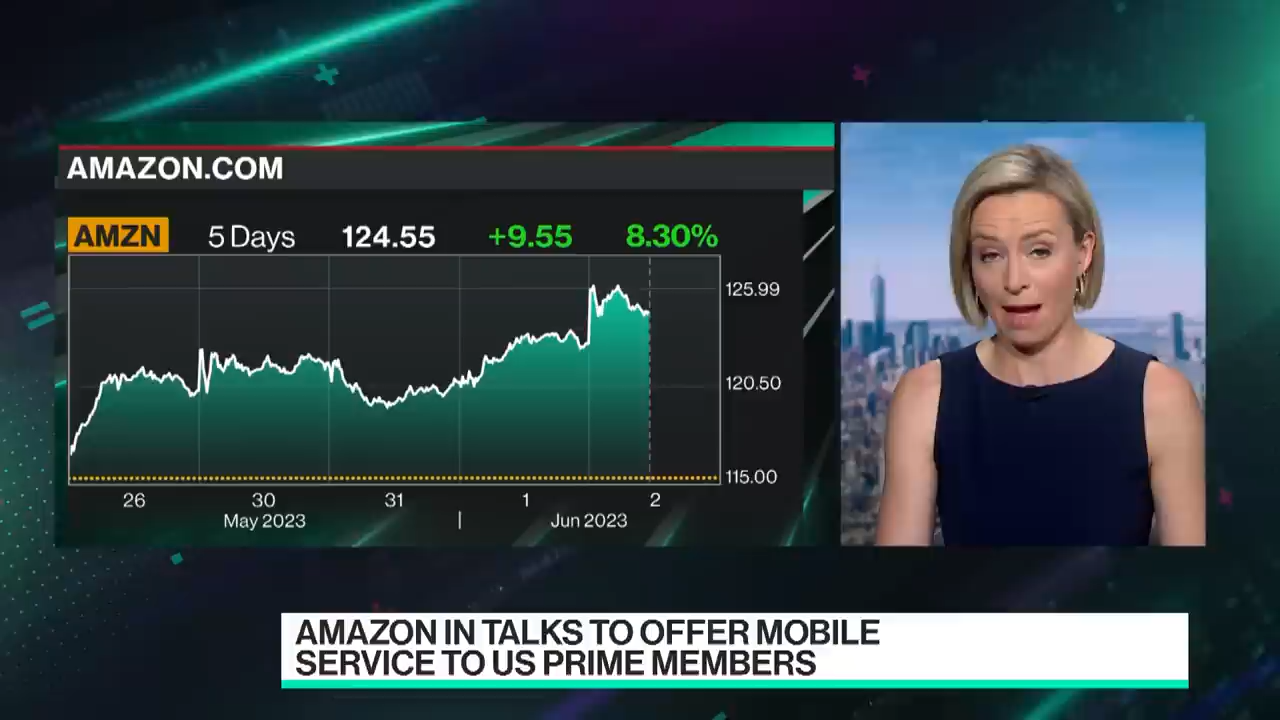 AMAZON.COM
AMZN 5 Days 124.55 +9.55 8.30%
125.99
120.50
115.00
26 30 31 1 2
May 2023 | Jun 2023
AMAZON IN TALKS TO OFFER MOBILE
SERVICE TO US PRIME MEMBERS